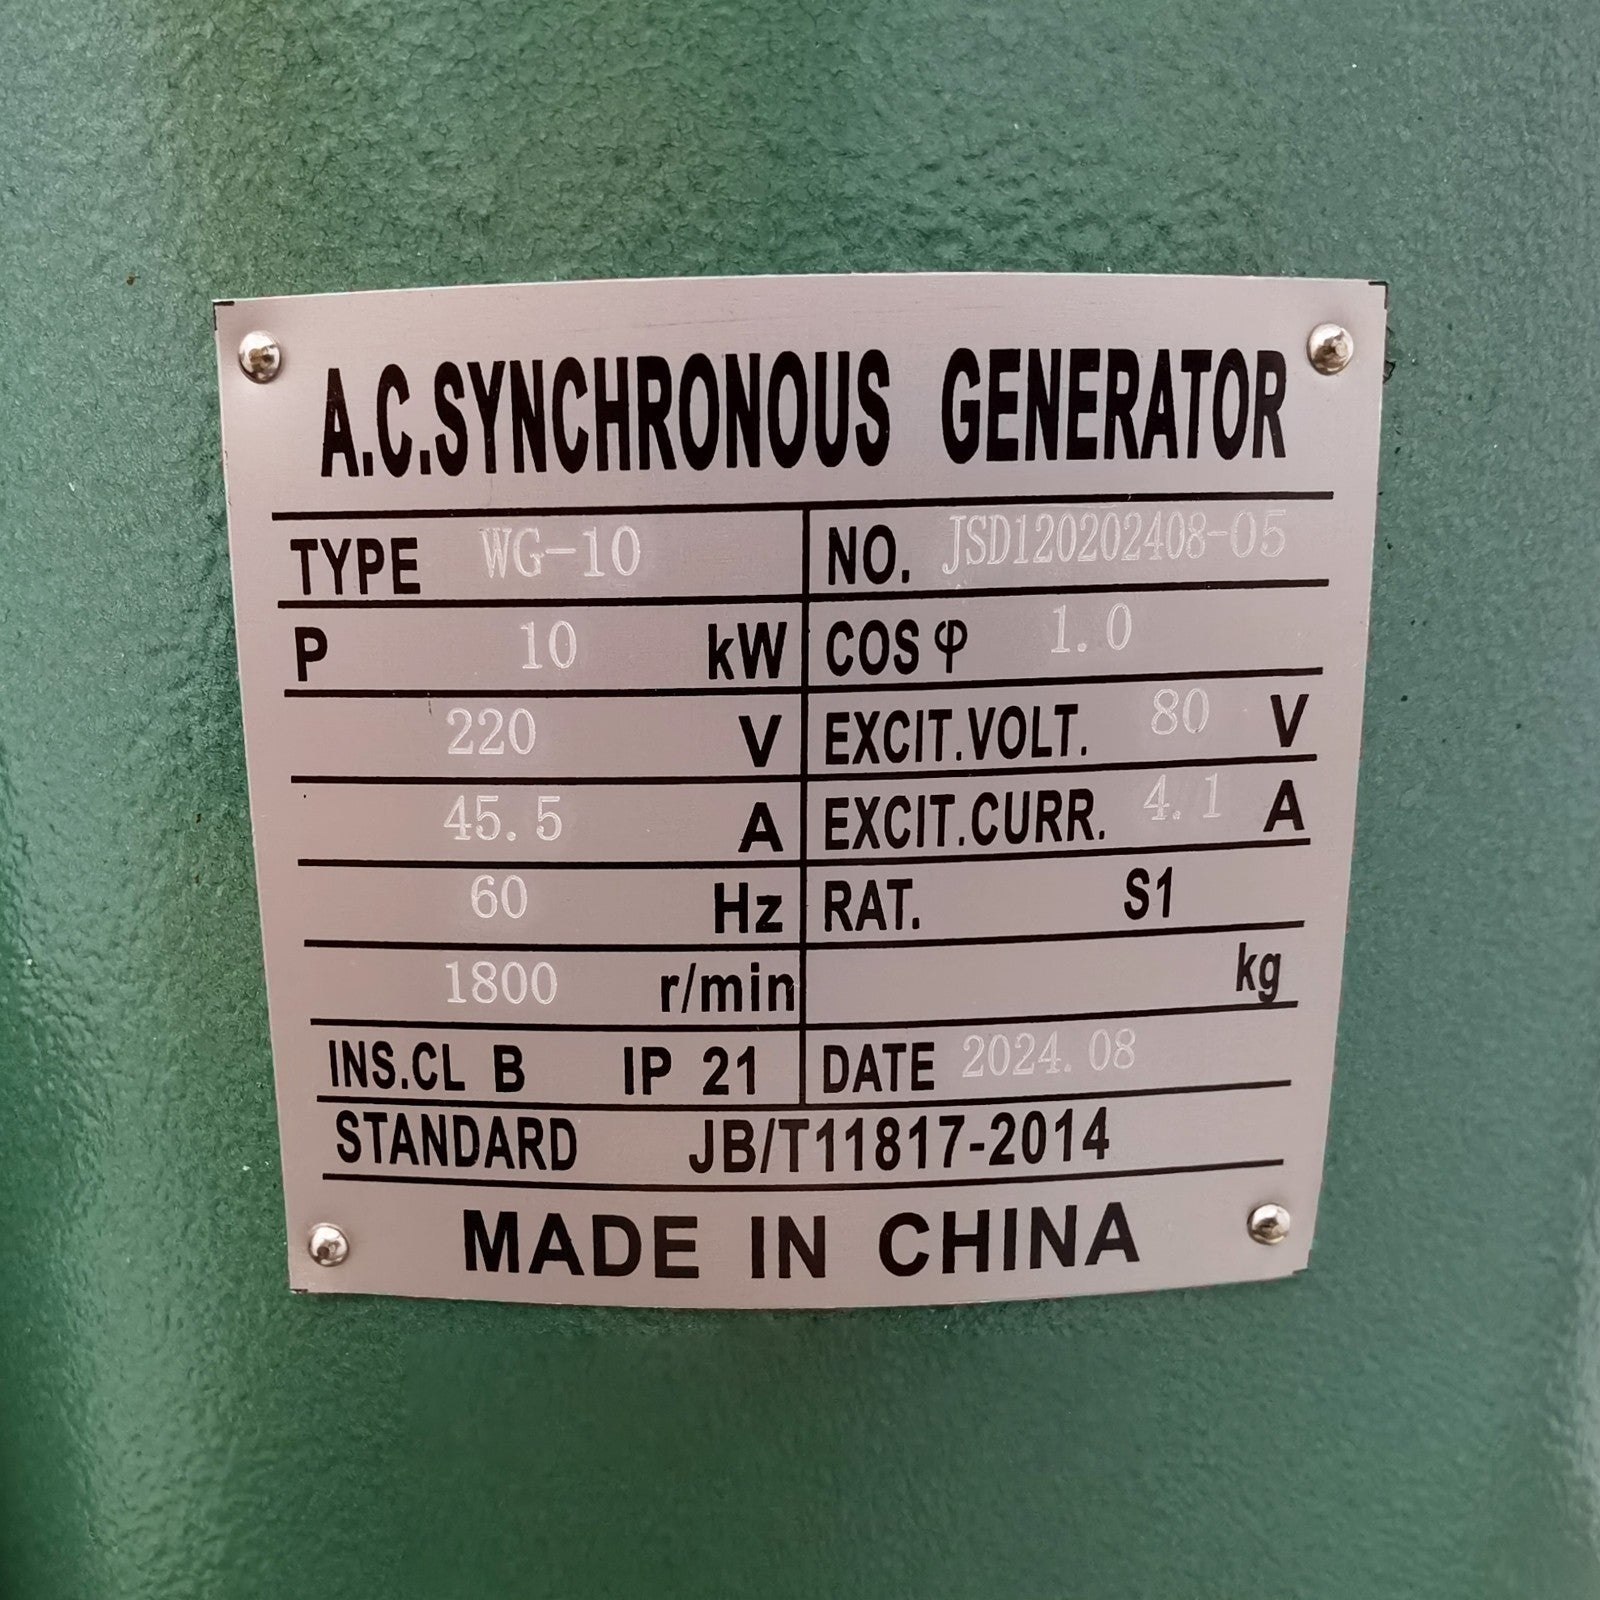 A.C.SYNCHRONOUS GENERATOR
TYPE WG-10 NO. JSD120202408-05
P 10 kW COS φ 1.0
220 V EXCIT.VOLT. 80 V
45.5 A EXCIT.CURR. 4.1 A
60 Hz RAT. S1
1800 r/min kg
INS.CL B IP 21 DATE 2024.08
STANDARD JB/T11817-2014
MADE IN CHINA